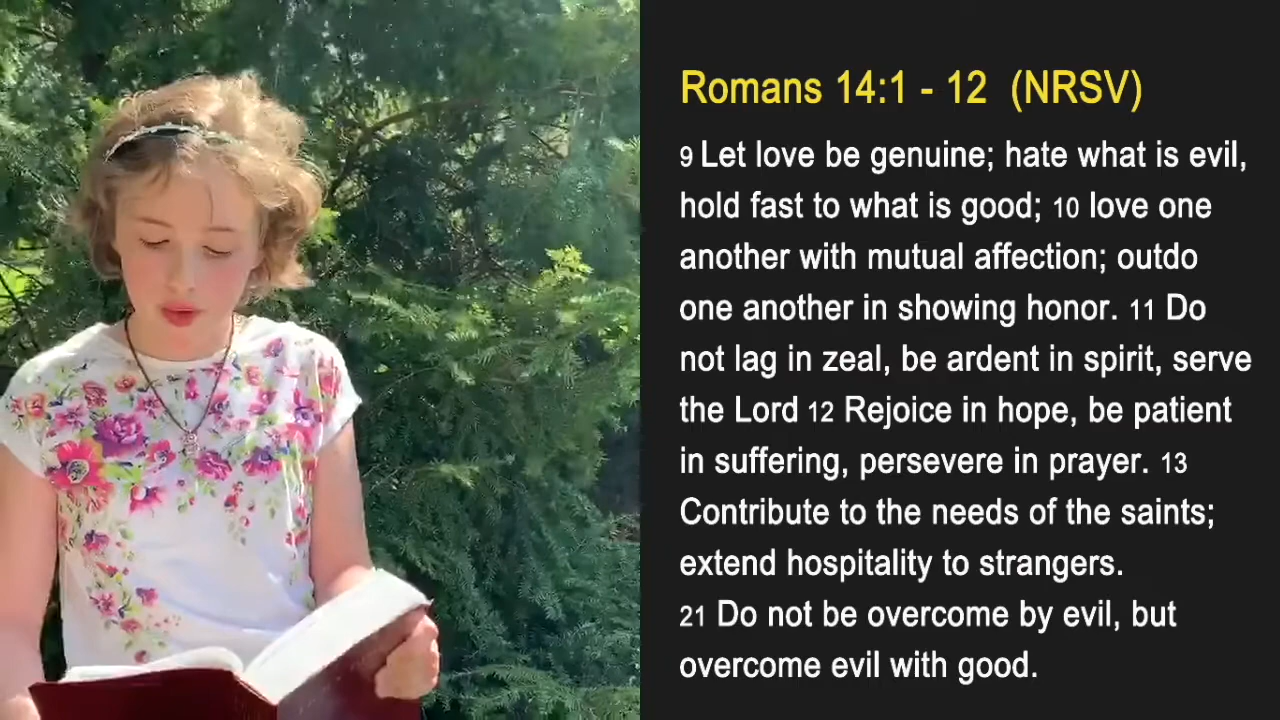 Romans 14:1 - 12 (NRSV)
9 Let love be genuine; hate what is evil,
hold fast to what is good; 10 love one
another with mutual affection; outdo
one another in showing honor. 11 Do
not lag in zeal, be ardent in spirit, serve
the Lord 12 Rejoice in hope, be patient
in suffering, persevere in prayer. 13
Contribute to the needs of the saints;
extend hospitality to strangers.
21 Do not be overcome by evil, but
overcome evil with good.